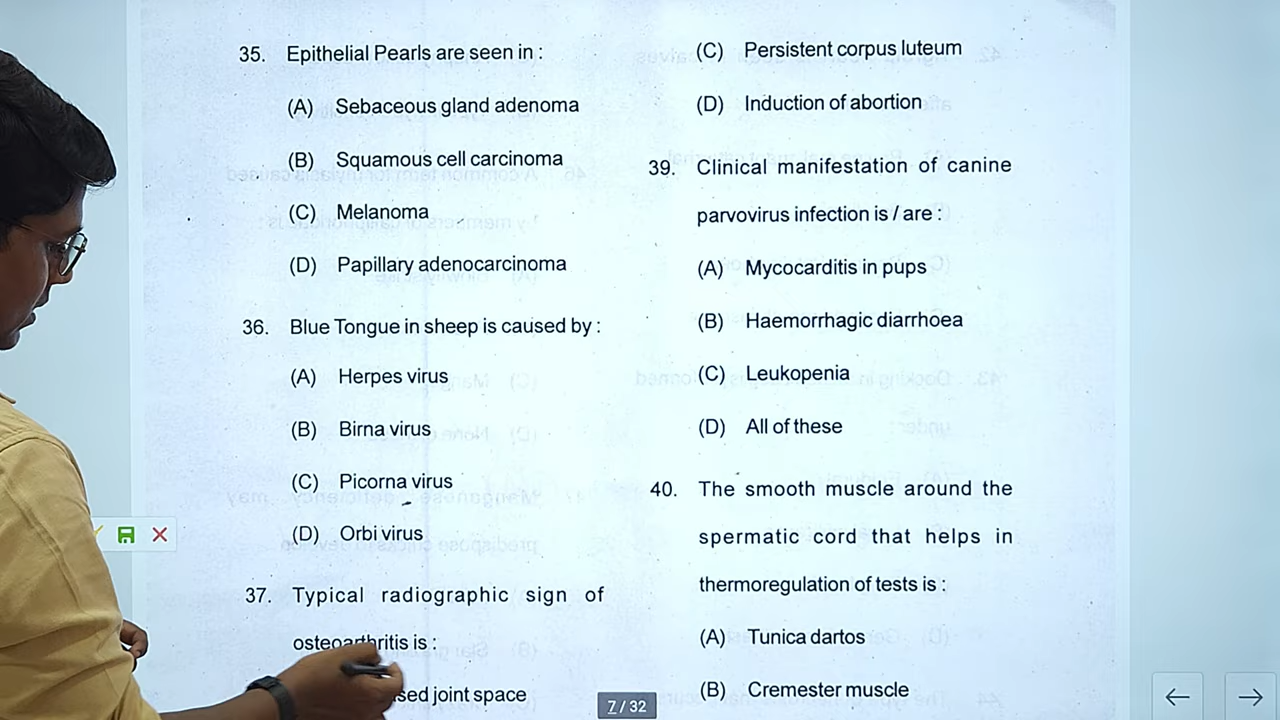 35. Epithelial Pearls are seen in :
(A) Sebaceous gland adenoma
(B) Squamous cell carcinoma
(C) Melanoma
(D) Papillary adenocarcinoma
36. Blue Tongue in sheep is caused by :
(A) Herpes virus
(B) Birna virus
(C) Picorna virus
(D) Orbi virus
37. Typical radiographic sign of
osteoarthritis is :
joint space
(C) Persistent corpus luteum
(D) Induction of abortion
39. Clinical manifestation of canine
parvovirus infection is / are :
(A) Mycocarditis in pups
(B) Haemorrhagic diarrhoea
(C) Leukopenia
(D) All of these
40. The smooth muscle around the
spermatic cord that helps in
thermoregulation of tests is :
(A) Tunica dartos
(B) Cremester muscle
7 / 32